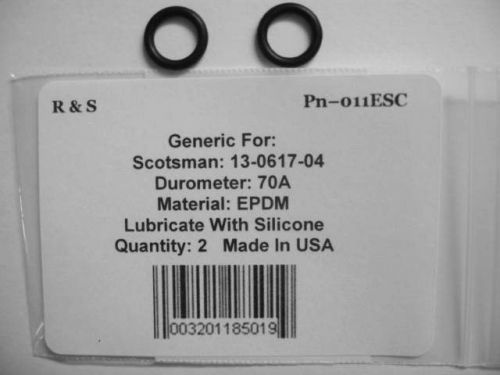 R & S Pn-011ESC
Generic For:
Scotsman: 13-0617-04
Durometer: 70A
Material: EPDM
Lubricate With Silicone
Quantity: 2 Made In USA
003201185019